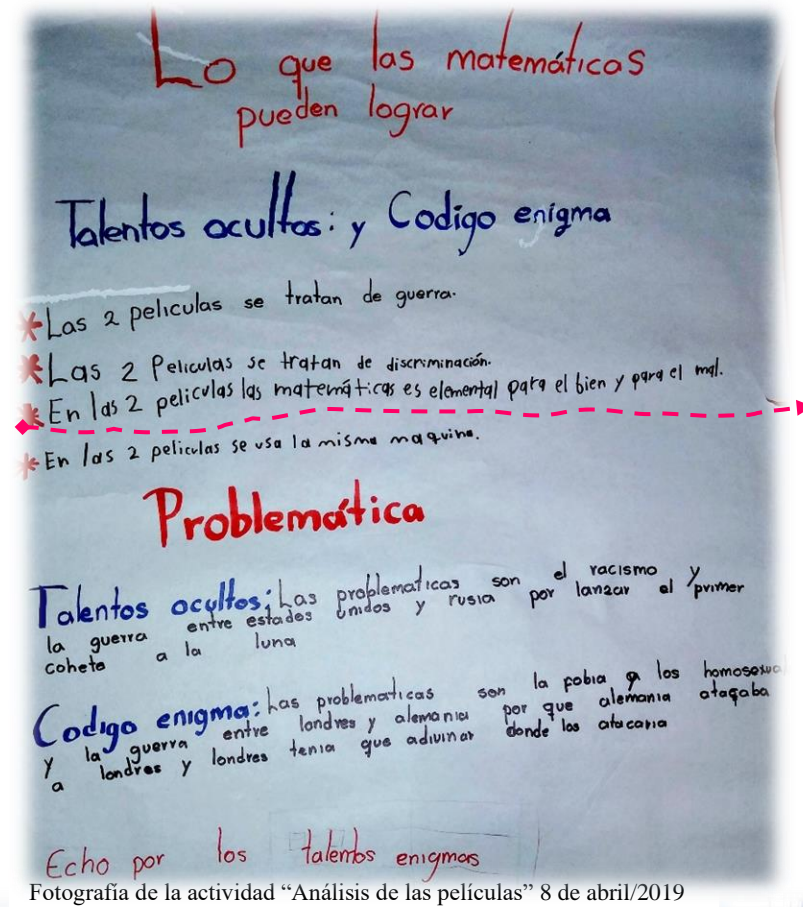 Lo que las matemáticas
pueden lograr
Talentos ocultos: y Codigo enigma
*Las 2 peliculas se tratan de guerra.
*Las 2 Peliculas se tratan de discriminación.
*En las 2 peliculas las matemáticas es elemental para el bien y para el mal.
*En las 2 peliculas se usa la misma maquina.
Problemática
Talentos ocultos: Las problematicas son el racismo y
la guerra entre estados unidos y rusia por lanzar el primer
cohete a la luna
Codigo enigma: Las problematicas son la fobia a los homosexual
y la guerra entre londres y alemania por que alemania atacaba
a londres y londres tenia que adivinar donde los atacaria
Echo por los talentos enigmas
Fotografía de la actividad “Análisis de las películas” 8 de abril/2019